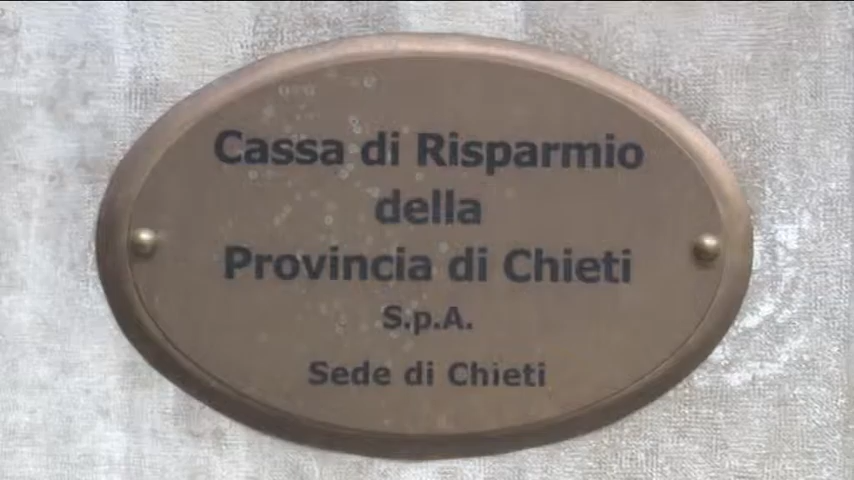 Cassa di Risparmio
della
Provincia di Chieti
S.p.A.
Sede di Chieti